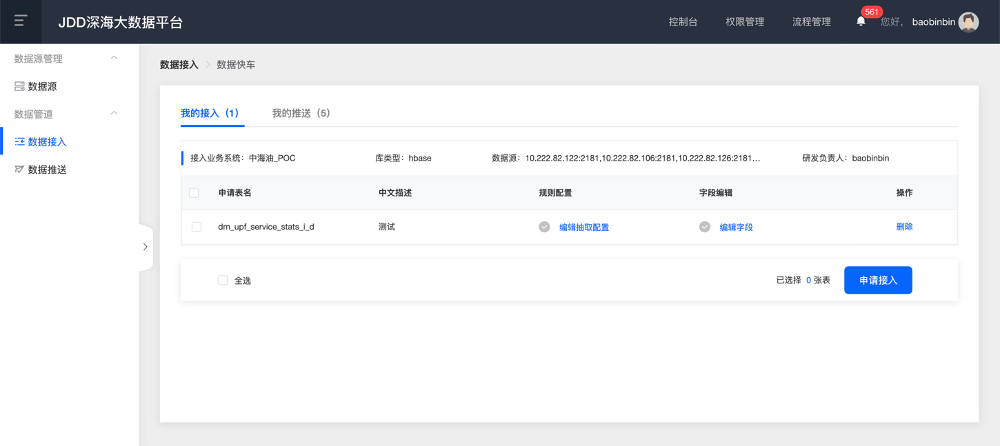 JDD深海大数据平台
控制台 权限管理 流程管理 561 您好, baobinbin
数据源管理
数据源
数据管道
数据接入
数据推送
数据接入 > 数据快车
我的接入（1） 我的推送（5）
接入业务系统：中海油_POC 库类型：hbase 数据源：10.222.82.122:2181,10.222.82.106:2181,10.222.82.126:2181... 研发负责人：baobinbin
申请表名 中文描述 规则配置 字段编辑 操作
dm_upf_service_stats_i_d 测试 编辑抽取配置 编辑字段 删除
全选 已选择 0 张表 申请接入